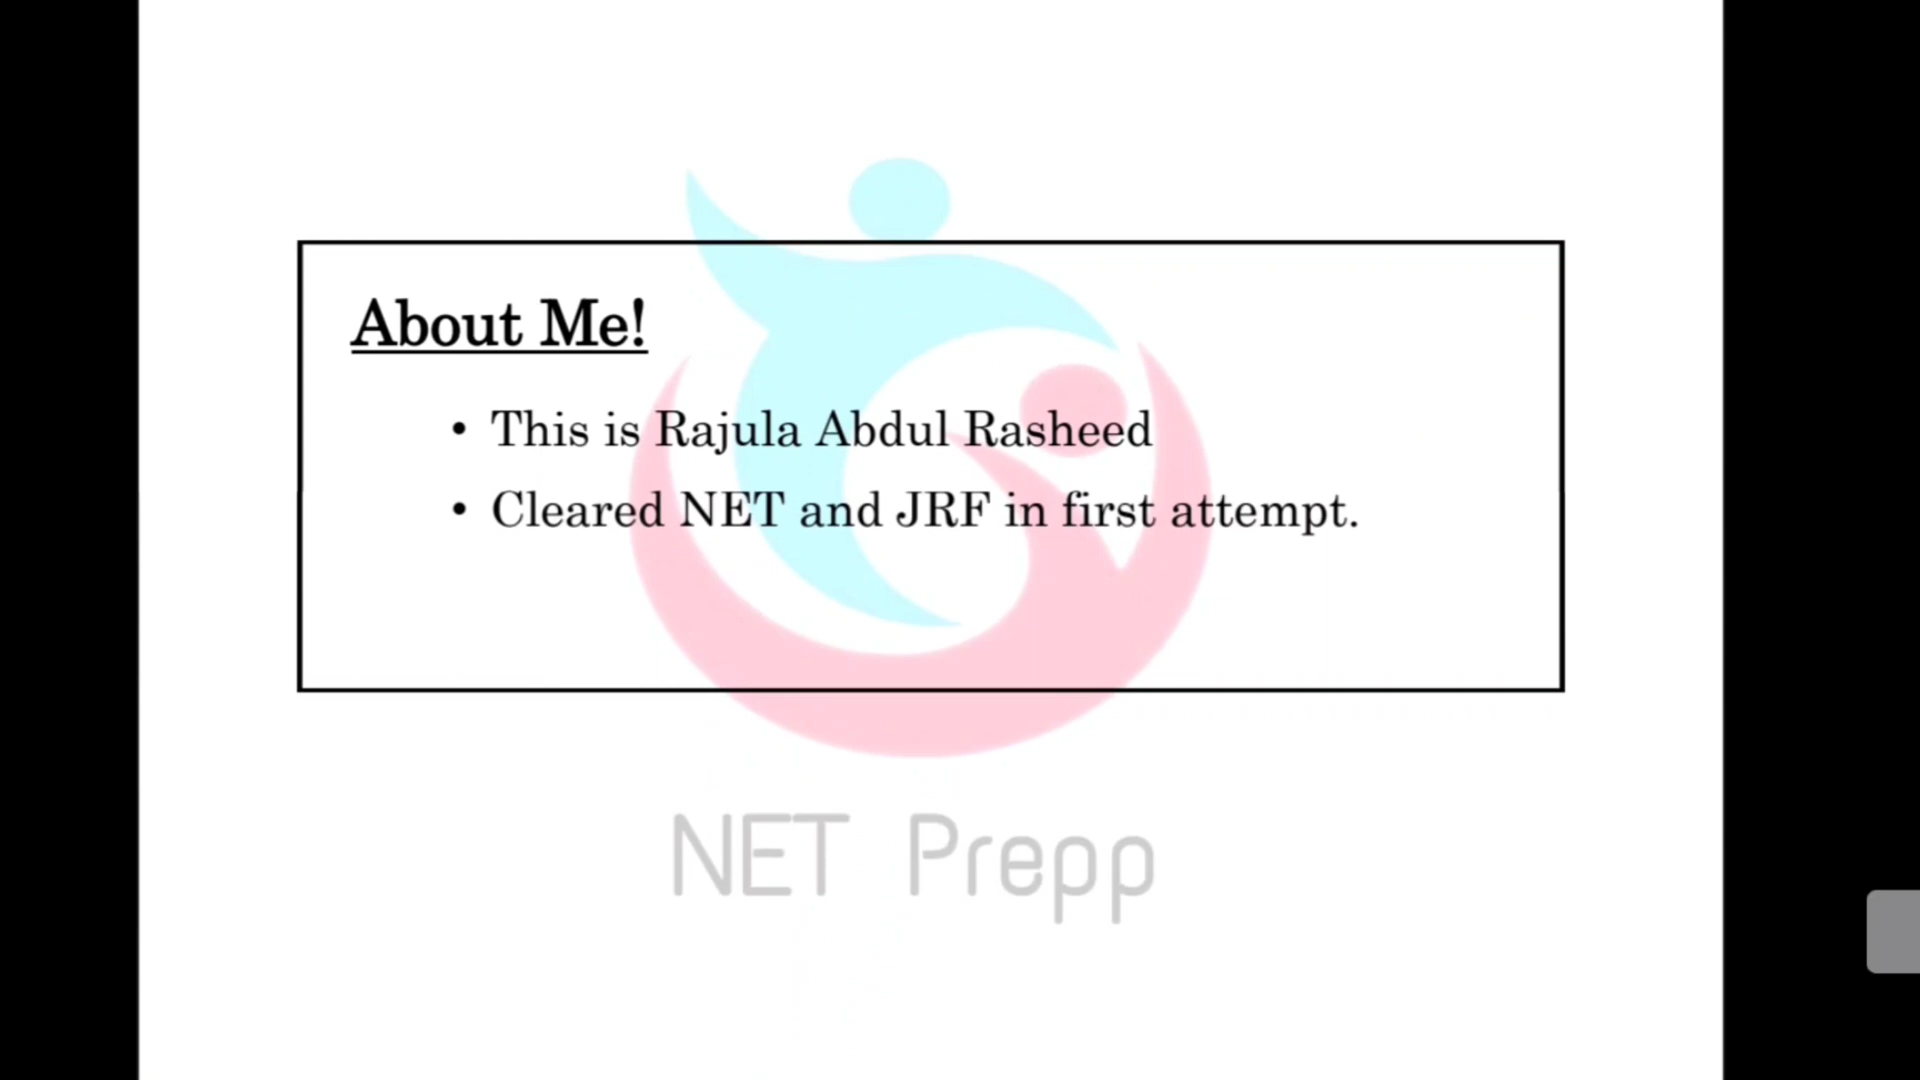 About Me!
• This is Rajula Abdul Rasheed
• Cleared NET and JRF in first attempt.
NET Prepp